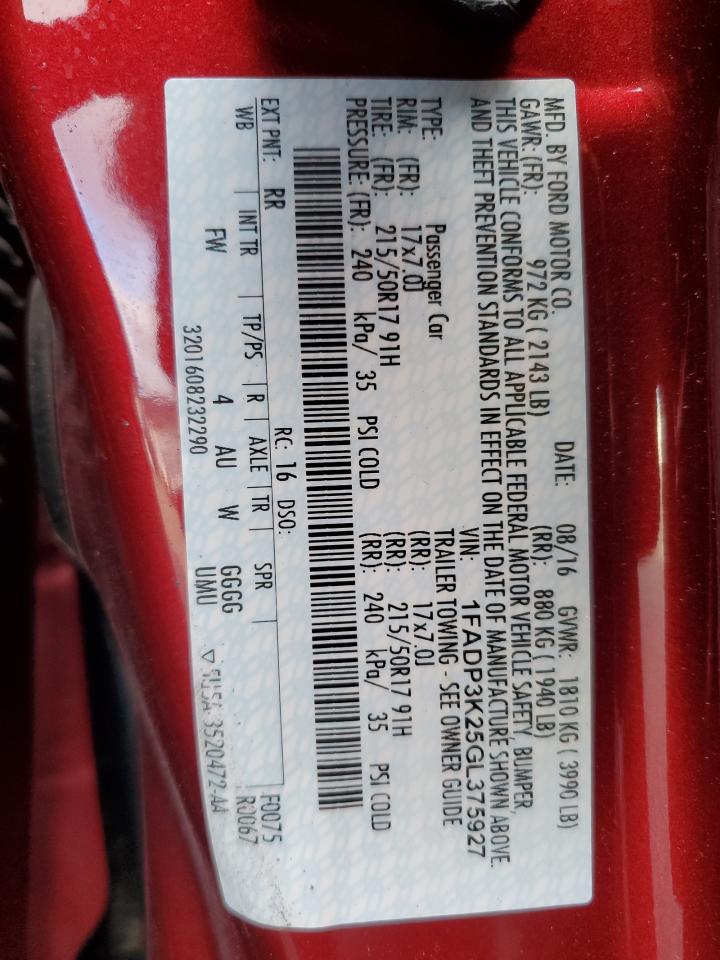 MFD. BY FORD MOTOR CO. DATE: 08/16 GVWR: 1810 KG ( 3990 LB)
GAWR: (FR): 972 KG ( 2143 LB) (RR): 880 KG ( 1940 LB)
THIS VEHICLE CONFORMS TO ALL APPLICABLE FEDERAL MOTOR VEHICLE SAFETY, BUMPER,
AND THEFT PREVENTION STANDARDS IN EFFECT ON THE DATE OF MANUFACTURE SHOWN ABOVE.
VIN: 1FADP3K25GL375927
TYPE: Passenger Car TRAILER TOWING - SEE OWNER GUIDE
RIM: (FR): 17x7.0J (RR): 17x7.0J
TIRE: (FR): 215/50R17 91H (RR): 215/50R17 91H
PRESSURE: (FR): 240 kPa/ 35 PSI COLD (RR): 240 kPa/ 35 PSI COLD
EXT PNT: RR RC: 16 DSO: F0075
WB INT TR TP/PS R AXLE TR SPR R0067
FW 4 AU W GGGG
UMU
3201608232290 3520472-AA